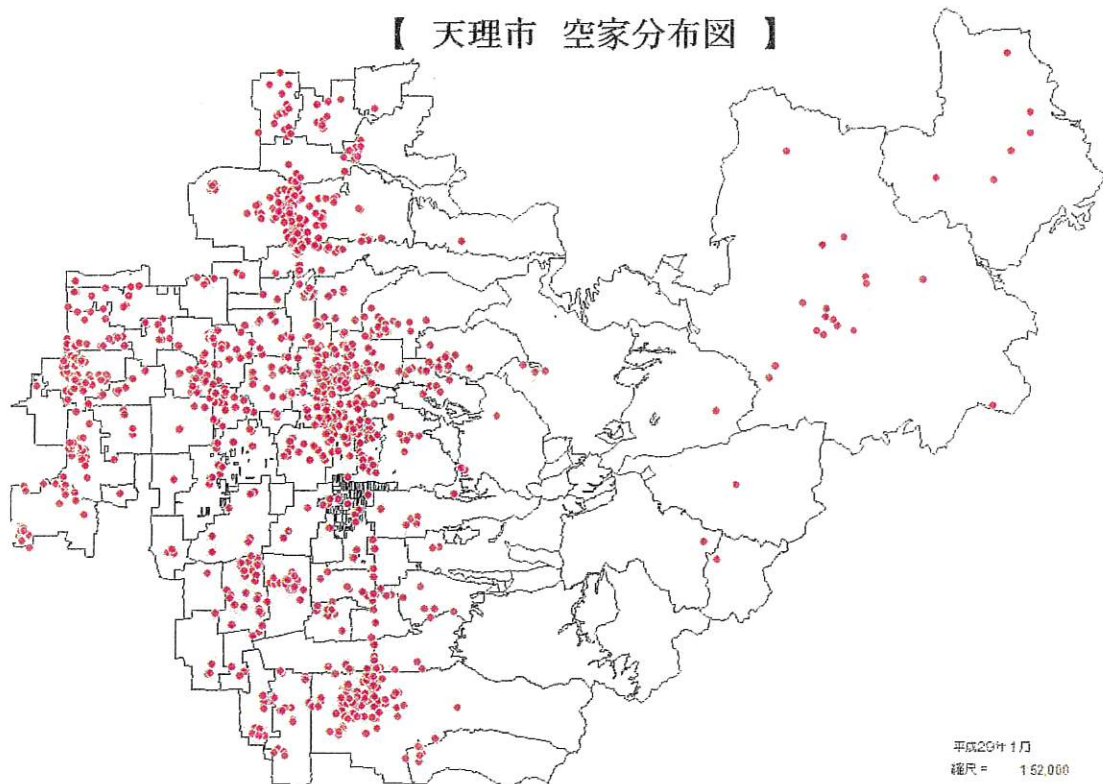 【 天理市 空家分布図 】
平成29年1月
縮尺 = 1:52,000